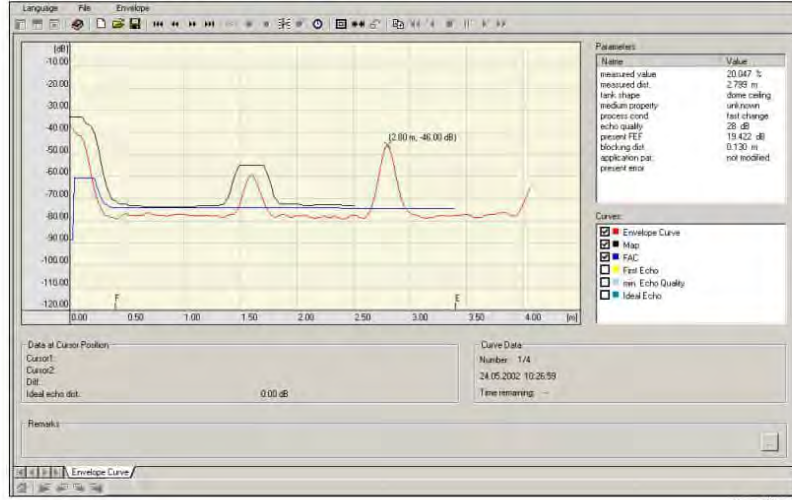 Language File Envelope
[dB]
-10.00
-20.00
-30.00
-40.00
-50.00
-60.00
-70.00
-80.00
-90.00
-100.00
-110.00
-120.00
(2.80 m, -46.00 dB)
F E
0.00 0.50 1.00 1.50 2.00 2.50 3.00 3.50 4.00 [m]
Parameters:
Name Value
measured value 20.047 %
measured dist. 2.799 m
tank shape dome ceiling
medium property unknown
process cond. fast change
echo quality 28 dB
present FEF 19.422 dB
blocking dist. 0.130 m
application par. not modified
present error
Curves:
Envelope Curve
Map
FAC
First Echo
min. Echo Quality
Ideal Echo
Data at Cursor Position
Cursor1:
Cursor2:
Diff:
Ideal echo dist.: 0.00 dB
Curve Data
Number: 1/4
24.05.2002 10:26:59
Time remaining: --
Remarks
...
Envelope Curve